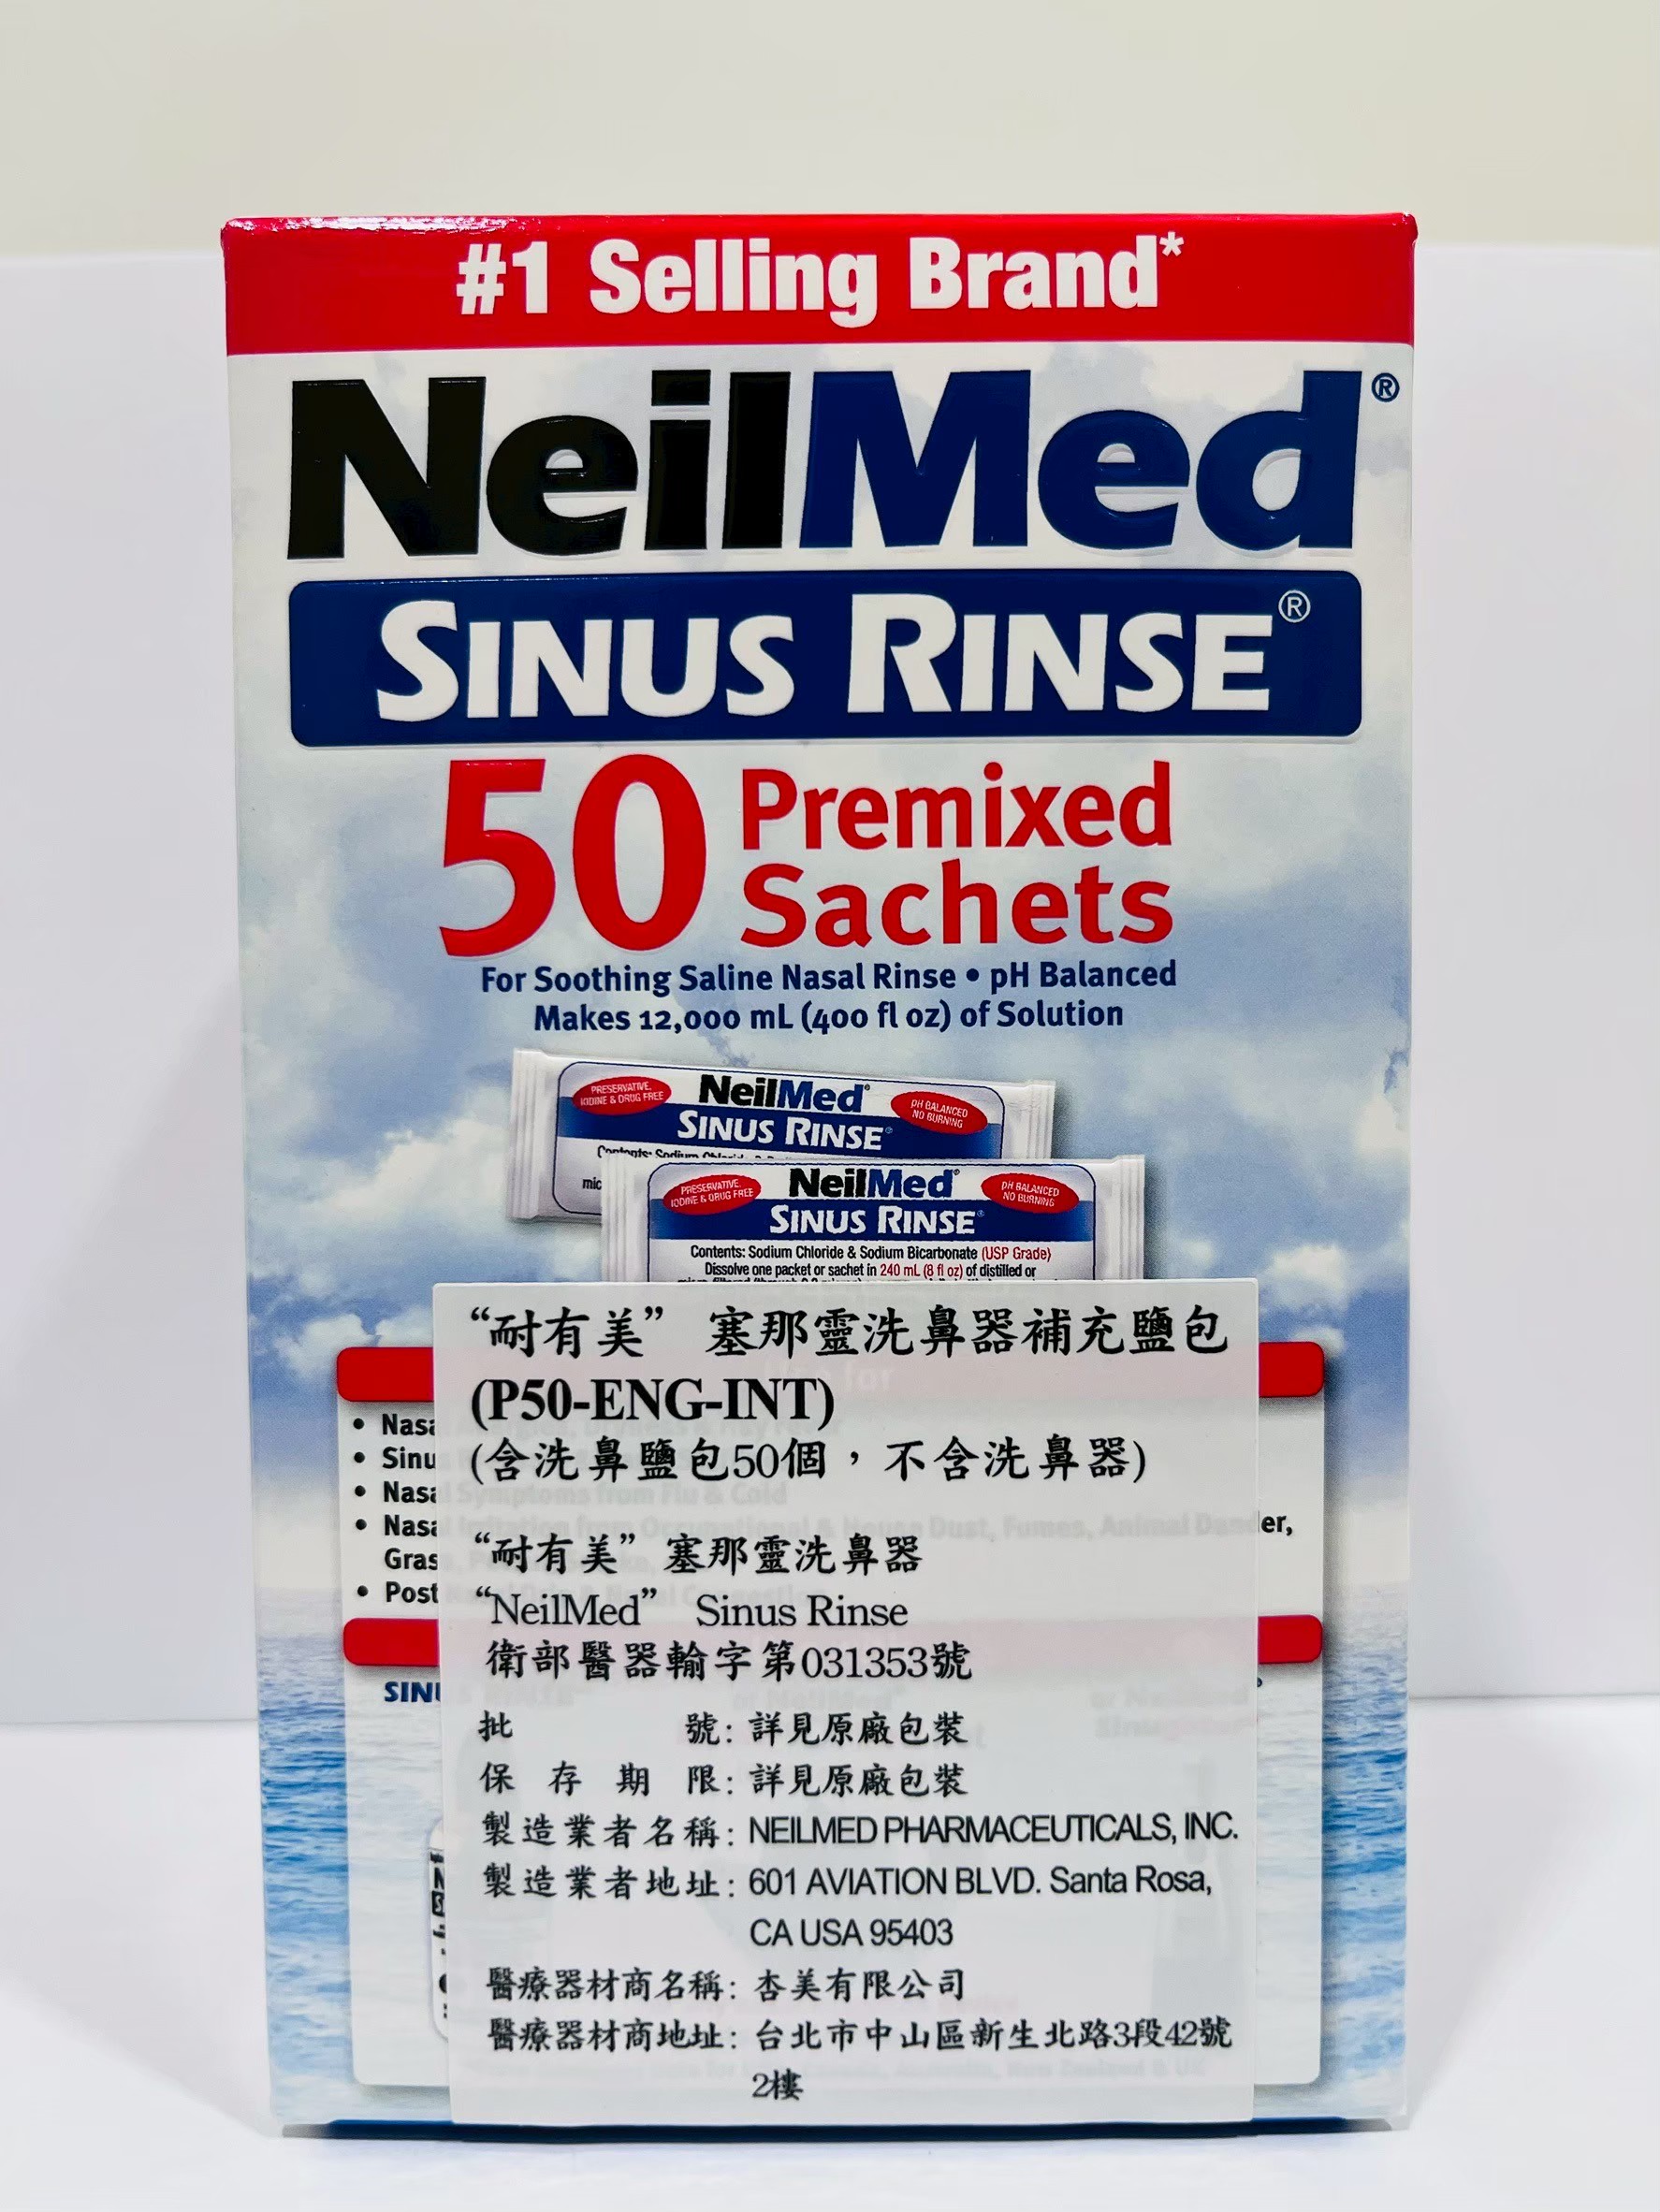 #1 Selling Brand*
NeilMed®
SINUS RINSE®
50 Premixed
Sachets
For Soothing Saline Nasal Rinse • pH Balanced
Makes 12,000 mL (400 fl oz) of Solution
PRESERVATIVE,
IODINE & DRUG FREE
NeilMed®
SINUS RINSE®
pH BALANCED
NO BURNING
PRESERVATIVE,
IODINE & DRUG FREE
NeilMed®
SINUS RINSE®
pH BALANCED
NO BURNING
Contents: Sodium Chloride & Sodium Bicarbonate (USP Grade)
Dissolve one packet or sachet in 240 mL (8 fl oz) of distilled or
“耐有美” 塞那靈洗鼻器補充鹽包
(P50-ENG-INT)
(含洗鼻鹽包50個，不含洗鼻器)
“耐有美”塞那靈洗鼻器
“NeilMed” Sinus Rinse
衛部醫器輸字第031353號
批號: 詳見原廠包裝
保存期限: 詳見原廠包裝
製造業者名稱: NEILMED PHARMACEUTICALS, INC.
製造業者地址: 601 AVIATION BLVD. Santa Rosa,
CA USA 95403
醫療器材商名稱: 杏美有限公司
醫療器材商地址: 台北市中山區新生北路3段42號
2樓